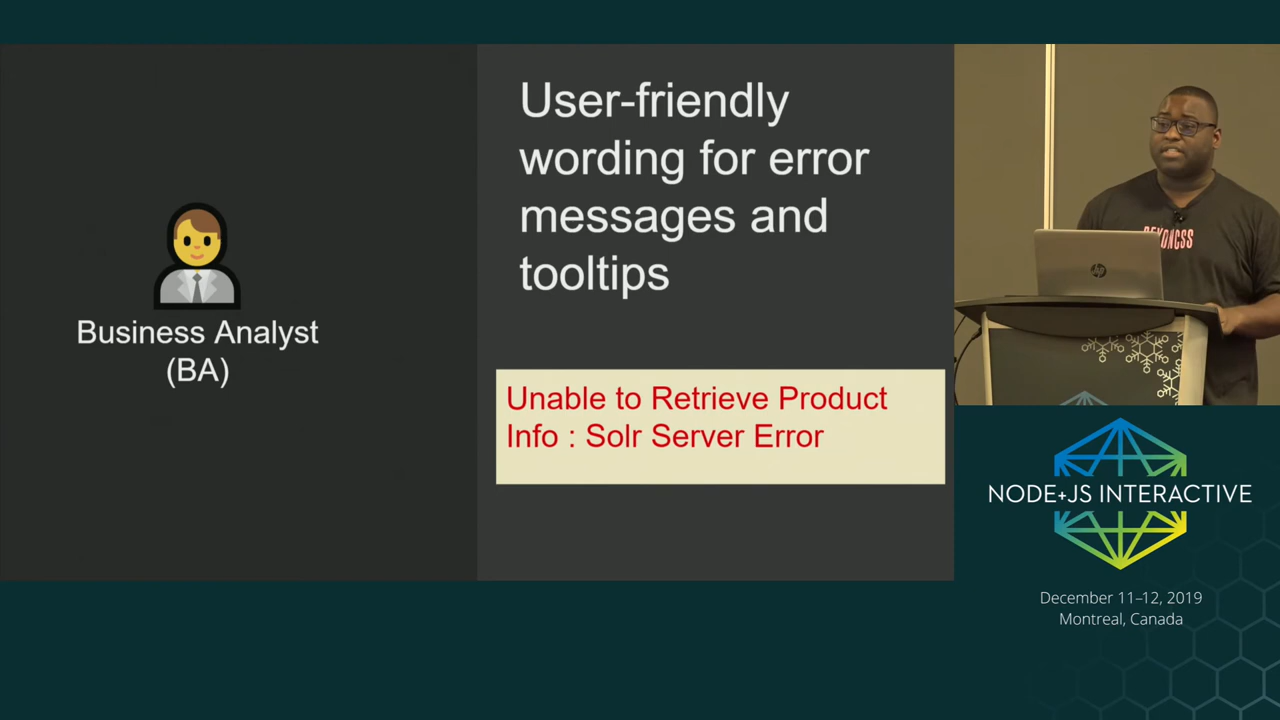 User-friendly
wording for error
messages and
tooltips
Business Analyst
(BA)
Unable to Retrieve Product
Info : Solr Server Error
hp
NODE+JS INTERACTIVE
December 11–12, 2019
Montreal, Canada